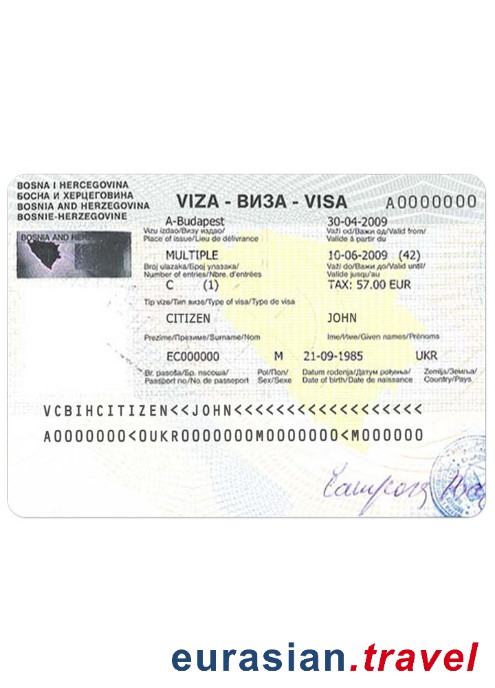 BOSNA I HERCEGOVINA
БОСНА И ХЕРЦЕГОВИНА
BOSNIA AND HERZEGOVINA
BOSNIE-HERZEGOVINE
VIZA - ВИЗА - VISA
A0000000
BOSNIA AND
A-Budapest
30-04-2009
Vizu izdao/Визу издао/
Važi od/Важи од/Valid from/
Place of issue/Lieu de délivrance
Valide à partir du
MULTIPLE
10-06-2009 (42)
Broj ulazaka/Број улазака/
Važi do/Важи до/Valid until/
Number of entries/Nbre. d'entrées
Valide jusqu'au
C (1)
TAX: 57.00 EUR
Tip vize/Тип визе/Type of visa/Type de visa
CITIZEN
JOHN
Prezime/Презиме/Surname/Nom
Ime/Име/Given names/Prénoms
EC000000
M
21-09-1985
UKR
Br. pasoša/Бр. пасоша/
Pol/Пол/
Datum rođenja/Датум рођења/
Zemlja/Земља/
Passport no/No. de passeport
Sex/Sexe
Date of birth/Date de naissance
Country/Pays
VCBIHCITIZEN<<JOHN<<<<<<<<<<<<<<<<<<
A0000000<0UKR0000000M0000000<M000000
eurasian.travel